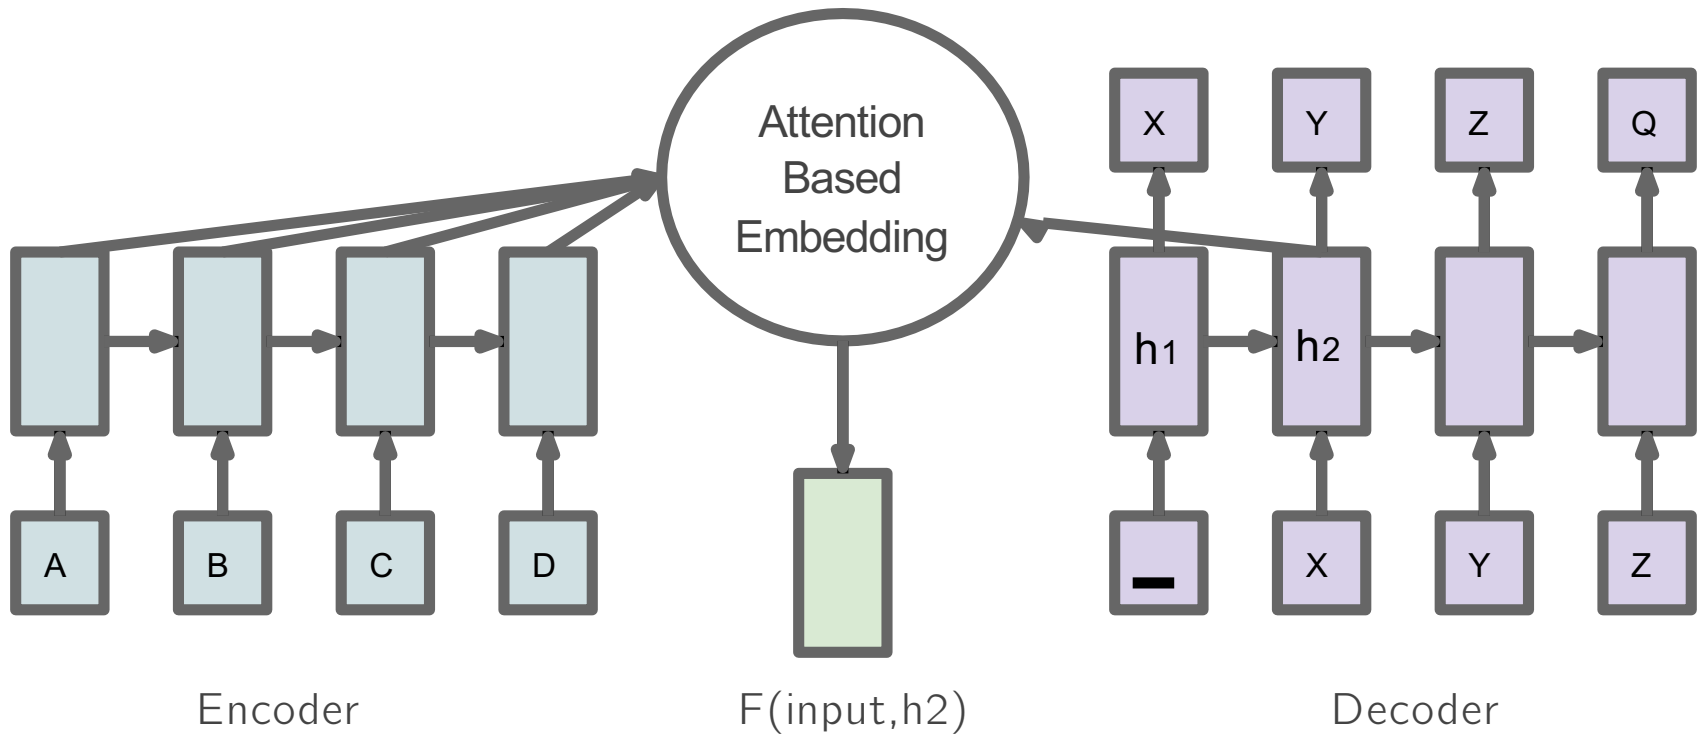 Attention
Based
Embedding
X Y Z Q
h1 h2
A B C D
_ X Y Z
Encoder
F(input,h2)
Decoder